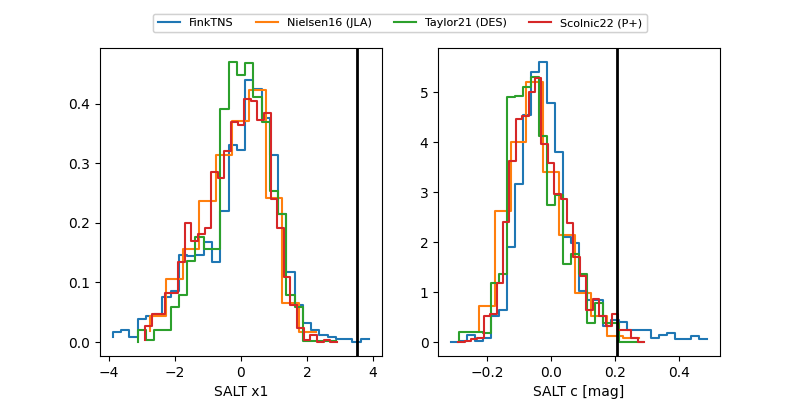 FinkTNS Nielsen16 (JLA) Taylor21 (DES) Scolnic22 (P+)
0.4
0.3
0.2
0.1
0.0
−4 −2 0 2 4
SALT x1
5
4
3
2
1
0
−0.2 0.0 0.2 0.4
SALT c [mag]